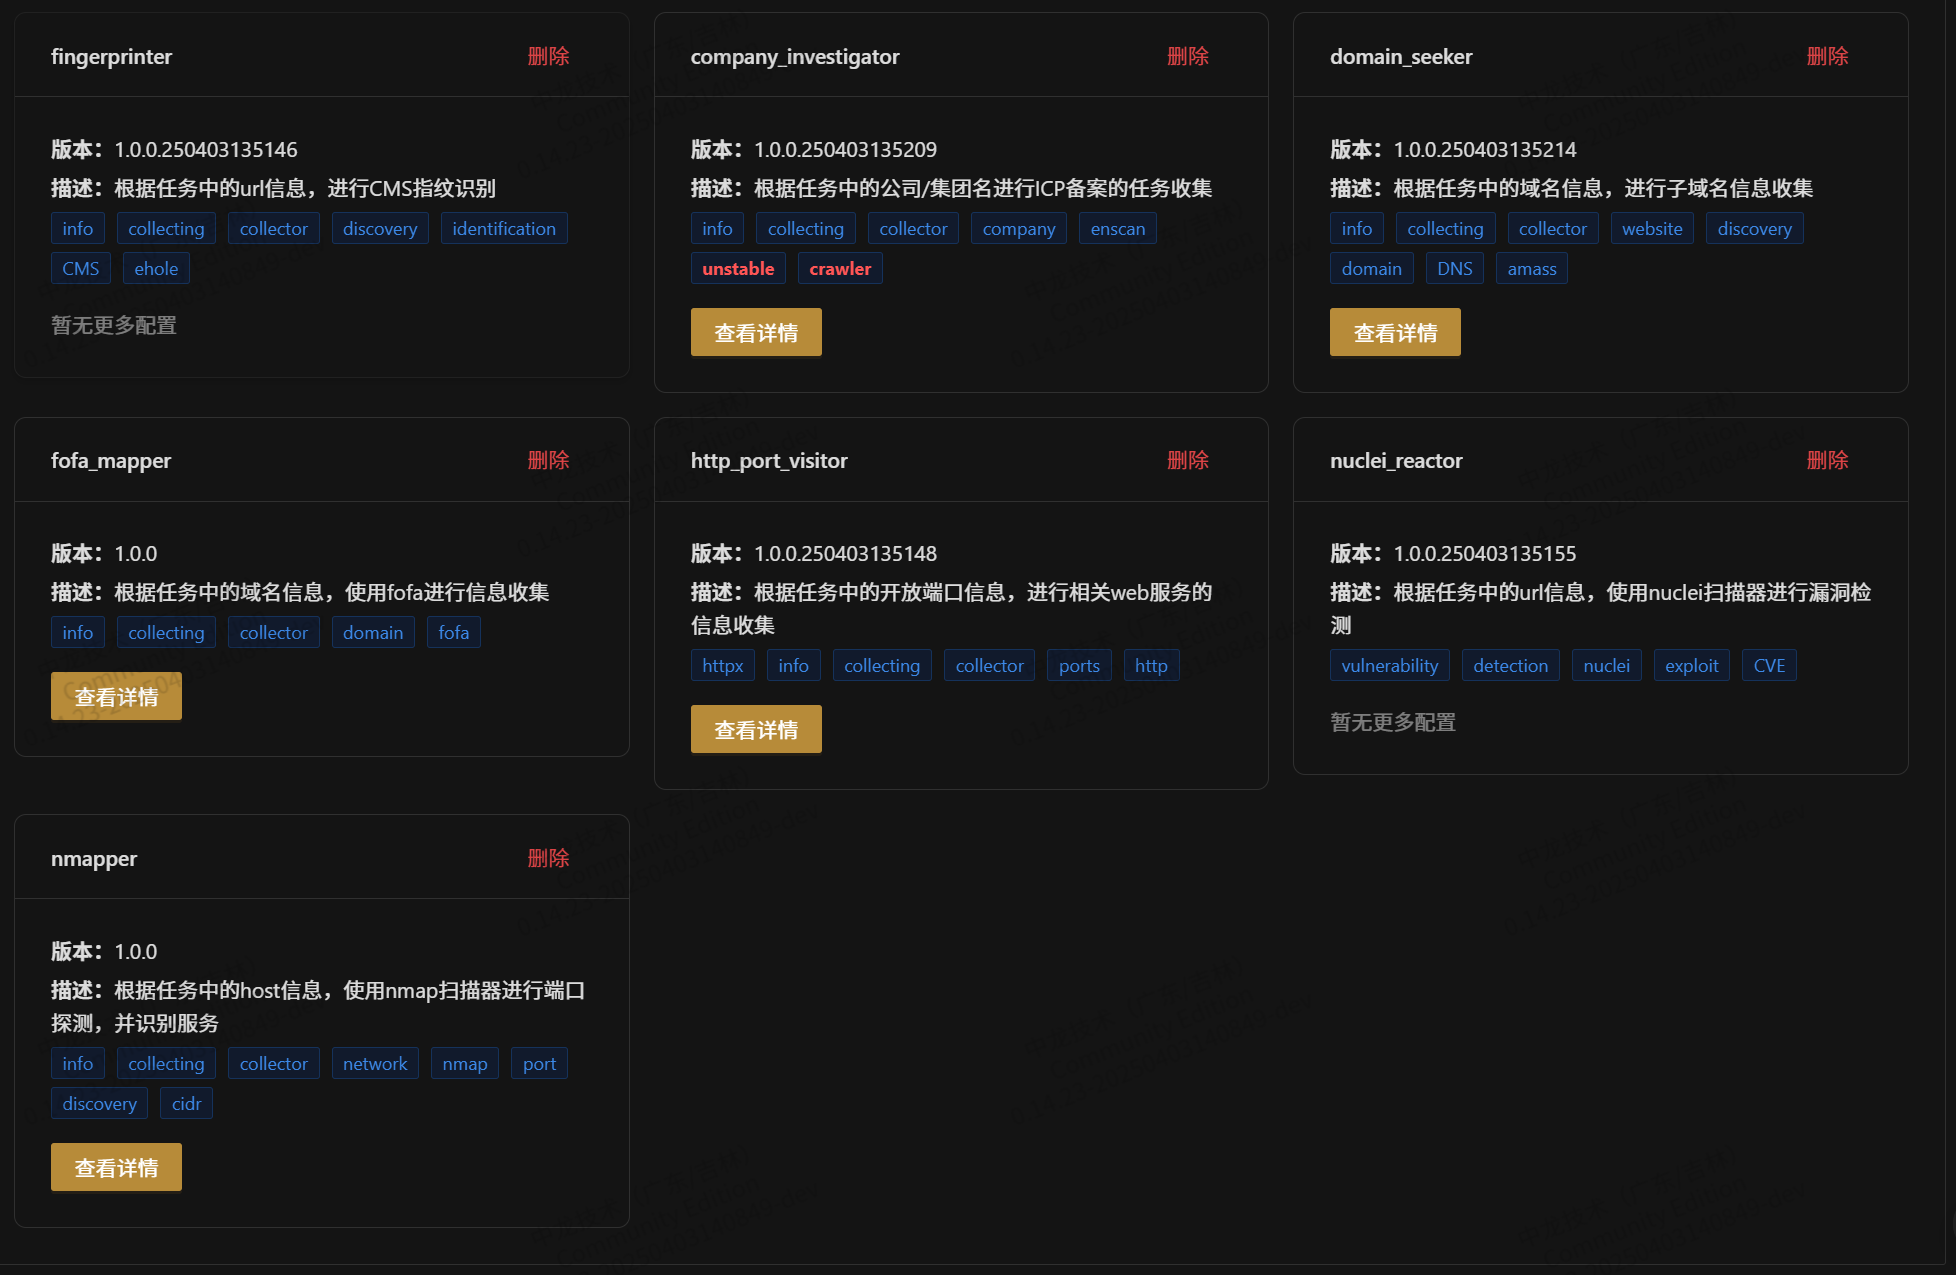 fingerprinter 删除
版本：1.0.0.250403135146
描述：根据任务中的url信息，进行CMS指纹识别
info collecting collector discovery identification
CMS ehole
暂无更多配置
company_investigator 删除
版本：1.0.0.250403135209
描述：根据任务中的公司/集团名进行ICP备案的任务收集
info collecting collector company enscan
unstable crawler
查看详情
domain_seeker 删除
版本：1.0.0.250403135214
描述：根据任务中的域名信息，进行子域名信息收集
info collecting collector website discovery
domain DNS amass
查看详情
fofa_mapper 删除
版本：1.0.0
描述：根据任务中的域名信息，使用fofa进行信息收集
info collecting collector domain fofa
查看详情
http_port_visitor 删除
版本：1.0.0.250403135148
描述：根据任务中的开放端口信息，进行相关web服务的
信息收集
httpx info collecting collector ports http
查看详情
nuclei_reactor 删除
版本：1.0.0.250403135155
描述：根据任务中的url信息，使用nuclei扫描器进行漏洞检
测
vulnerability detection nuclei exploit CVE
暂无更多配置
nmapper 删除
版本：1.0.0
描述：根据任务中的host信息，使用nmap扫描器进行端口
探测，并识别服务
info collecting collector network nmap port
discovery cidr
查看详情